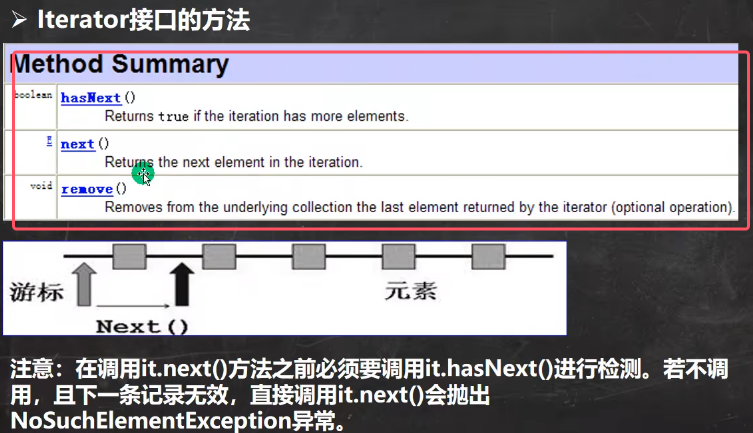 ➢ Iterator接口的方法
Method Summary
boolean hasNext()
Returns true if the iteration has more elements.
E next()
Returns the next element in the iteration.
void remove()
Removes from the underlying collection the last element returned by the iterator (optional operation).
游标
元素
Next()
注意：在调用it.next()方法之前必须要调用it.hasNext()进行检测。若不调
用，且下一条记录无效，直接调用it.next()会抛出
NoSuchElementException异常。